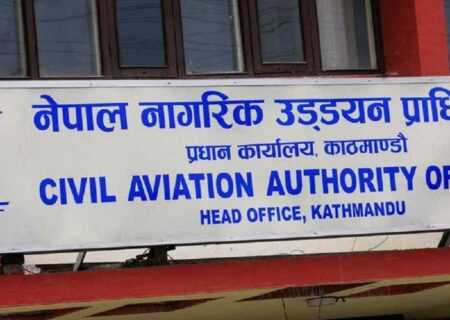 नेपाल नागरिक उड्डयन प्राधि
प्रधान कार्यालय, काठमाण्डौ
CIVIL AVIATION AUTHORITY OF
HEAD OFFICE, KATHMANDU